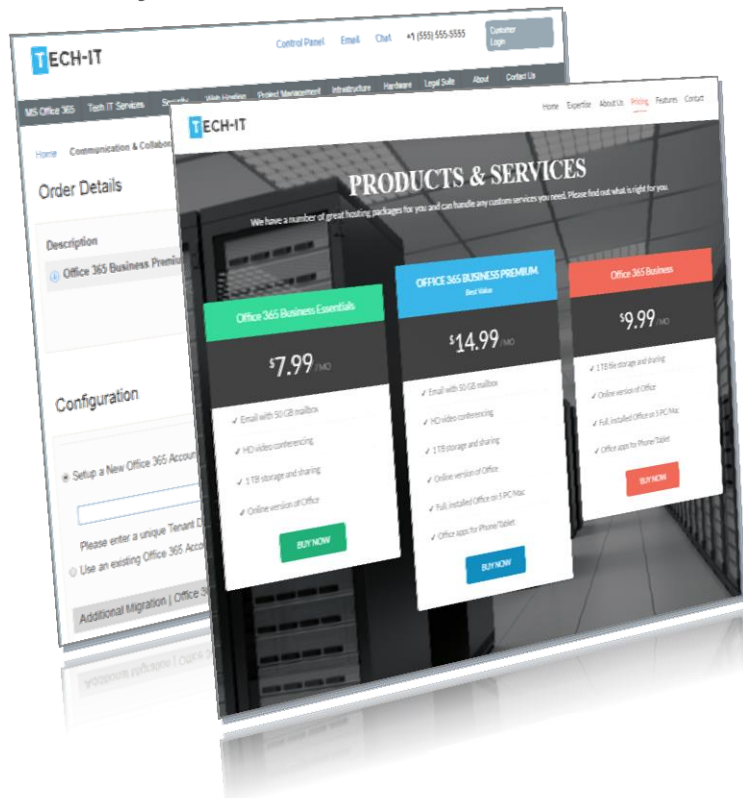 TECH-IT
Control Panel Email Chat +1 (555) 555-5555 Customer Login
MS Office 365 Tech IT Services Security Web Hosting Project Management Infrastructure Hardware Legal Suite About Contact Us
Home Communication & Collabor
Order Details
Description
Office 365 Business Premiu
Configuration
Setup a New Office 365 Accoun
Please enter a unique Tenant D
Use an existing Office 365 Acco
Additional Migration | Office 3
TECH-IT
Home Expertise About Us Pricing Features Contact
PRODUCTS & SERVICES
We have a number of great hosting packages for you and can handle any custom services you need. Please find out what is right for you.
Office 365 Business Essentials
$7.99 /MO
✓ Email with 50 GB mailbox
✓ HD video conferencing
✓ 1 TB storage and sharing
✓ Online version of Office
BUY NOW
OFFICE 365 BUSINESS PREMIUM
Best Value
$14.99 /MO
✓ Email with 50 GB mailbox
✓ HD video conferencing
✓ 1 TB storage and sharing
✓ Online version of Office
✓ Full, installed Office on 5 PC/Mac
✓ Office apps for Phone/Tablet
BUY NOW
Office 365 Business
$9.99 /MO
✓ 1 TB file storage and sharing
✓ Online version of Office
✓ Full, installed Office on 5 PC/Mac
✓ Office apps for Phone/Tablet
BUY NOW